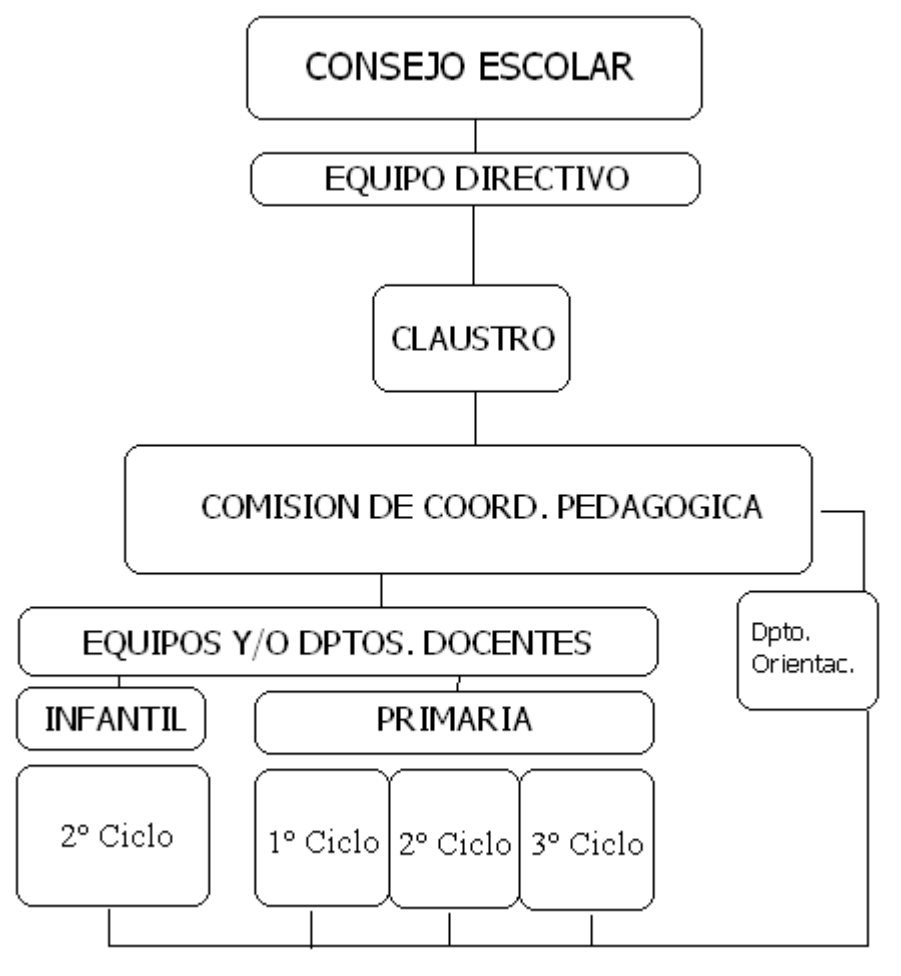 CONSEJO ESCOLAR
EQUIPO DIRECTIVO
CLAUSTRO
COMISION DE COORD. PEDAGOGICA
EQUIPOS Y/O DPTOS. DOCENTES
Dpto.
Orientac.
INFANTIL
PRIMARIA
2º Ciclo
1º Ciclo
2º Ciclo
3º Ciclo